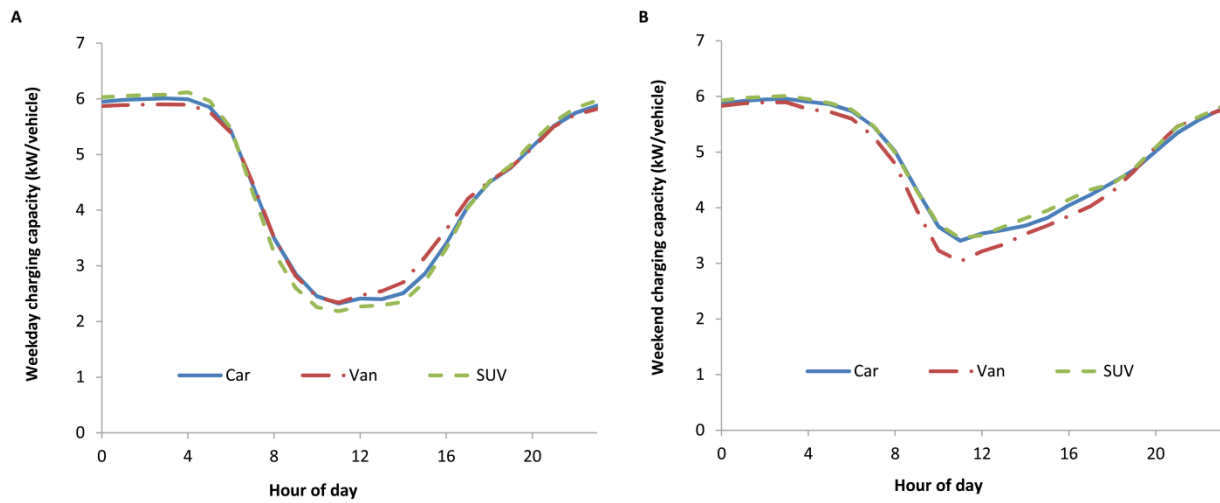 A
Weekday charging capacity (kW/vehicle)
7
6
5
4
3
2
1
0
Car Van SUV
0 4 8 12 16 20
Hour of day
B
Weekend charging capacity (kW/vehicle)
7
6
5
4
3
2
1
0
Car Van SUV
0 4 8 12 16 20
Hour of day